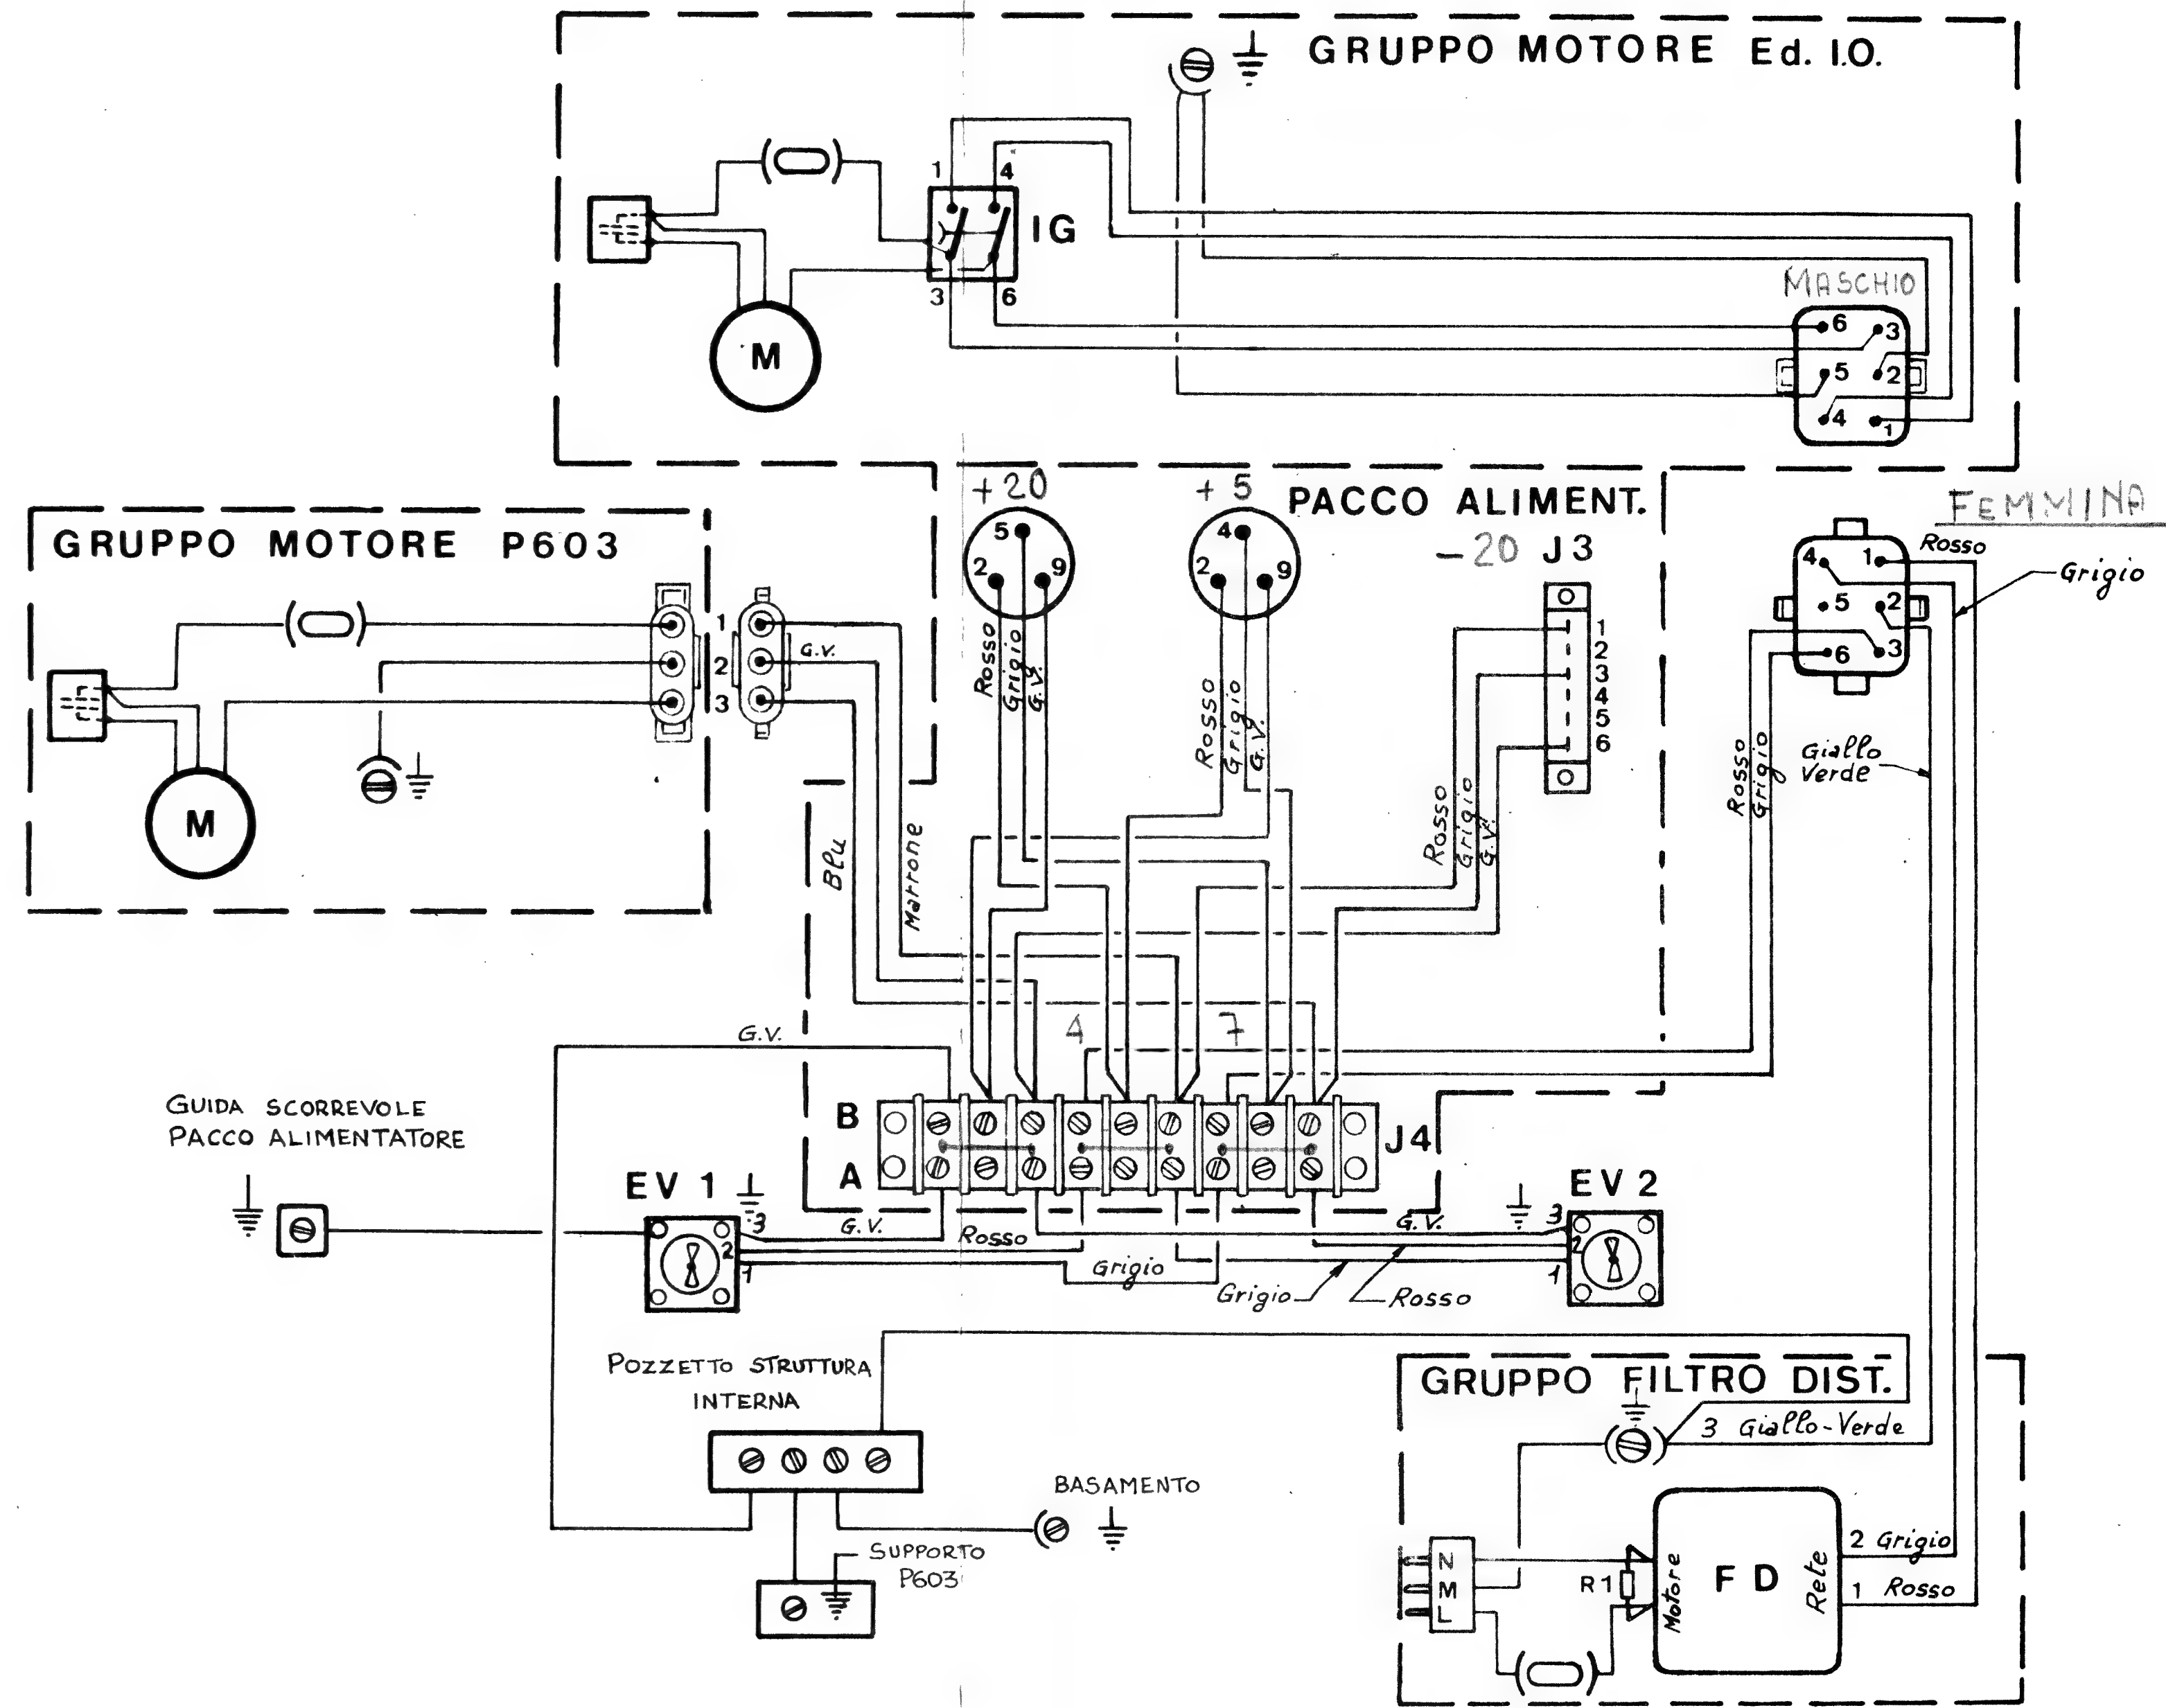 GRUPPO MOTORE Ed. I.O.
1 4
IG
3 6
M
MASCHIO
6 3
5 2
4 1
+20
+5
PACCO ALIMENT.
-20 J3
FEMMINA
GRUPPO MOTORE P603
1
2
3
M
G.V.
Blu
Marrone
5
2 9
Rosso
Grigio
G.V.
4
2 9
Rosso
Grigio
G.V.
1
2
3
4
5
6
Rosso
Grigio
G.V.
4 1
5 2
6 3
Rosso
Grigio
Rosso
Grigio
Giallo
Verde
G.V.
4 7
B
A
J4
GUIDA SCORREVOLE
PACCO ALIMENTATORE
EV 1
3
2
1
G.V.
Rosso
Grigio
EV 2
3
2
1
G.V.
Grigio
Rosso
POZZETTO STRUTTURA
INTERNA
BASAMENTO
SUPPORTO
P603
GRUPPO FILTRO DIST.
3 Giallo-Verde
N
M
L
R1
Motore
FD
Rete
2 Grigio
1 Rosso